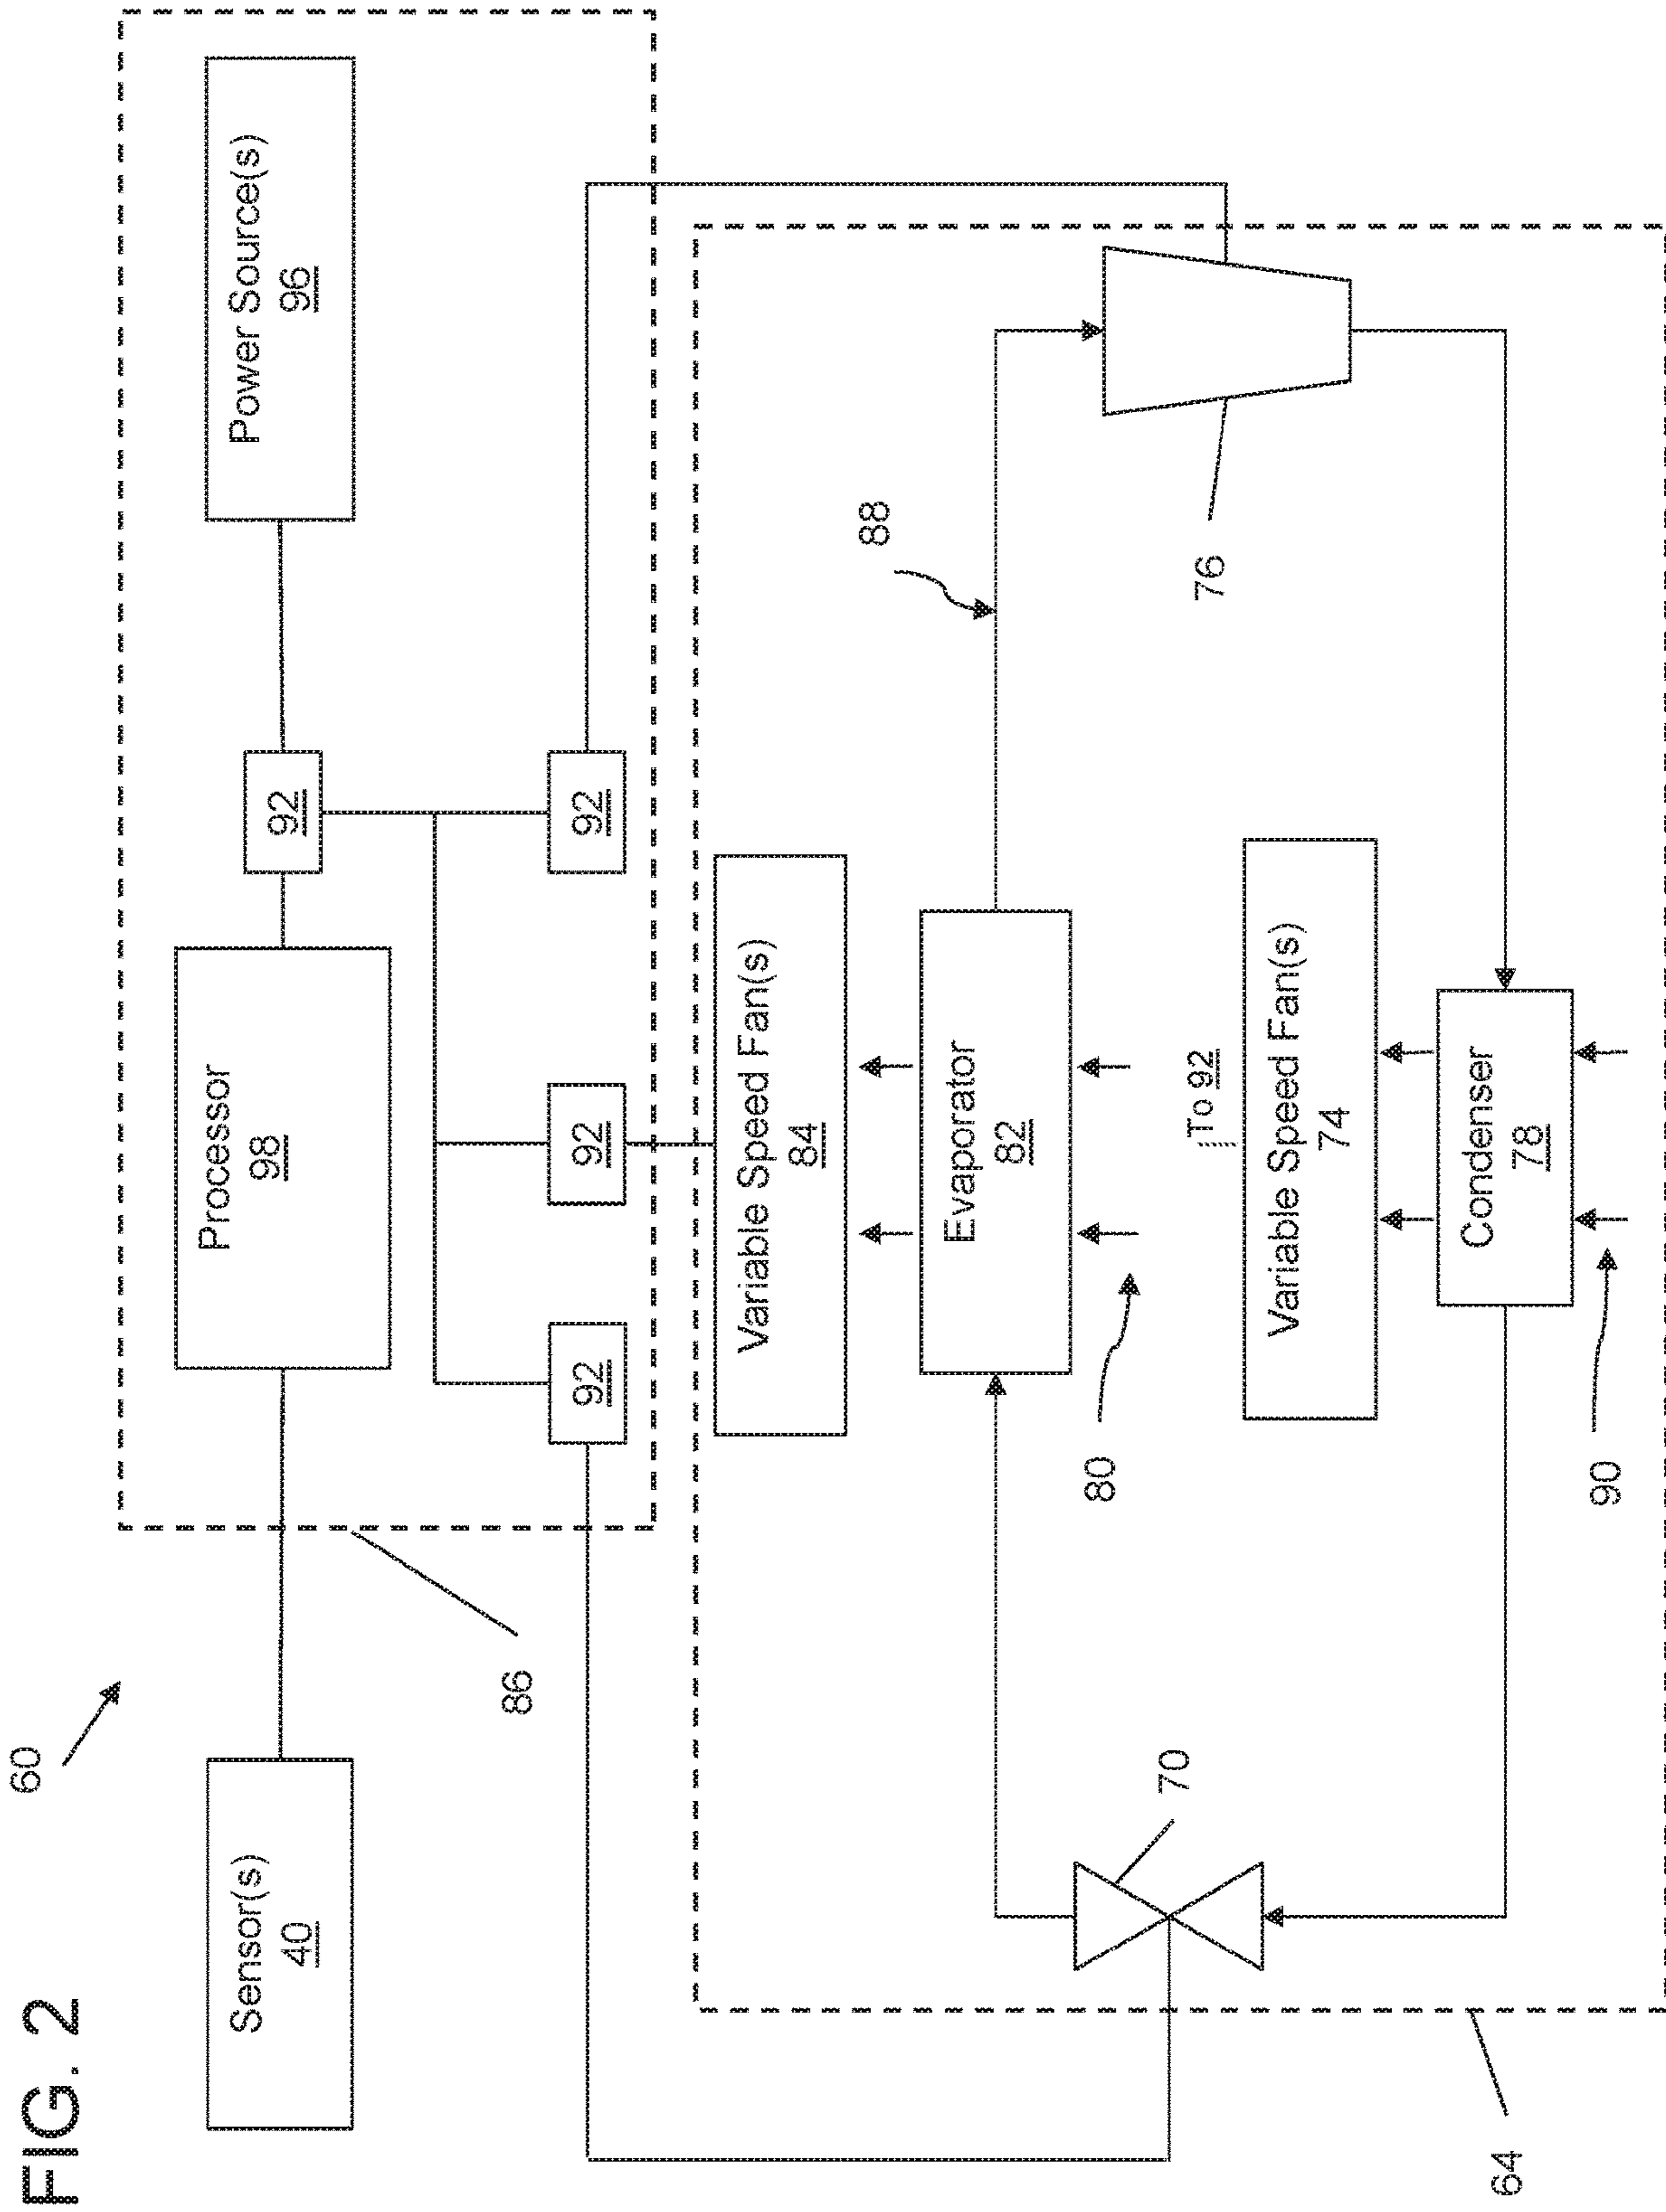 FIG. 2
60
Sensor(s)
40
Processor
98
92
Power Source(s)
96
86
92
92
92
Variable Speed Fan(s)
84
88
Evaporator
82
80
70
76
To 92
Variable Speed Fan(s)
74
Condenser
78
90
64